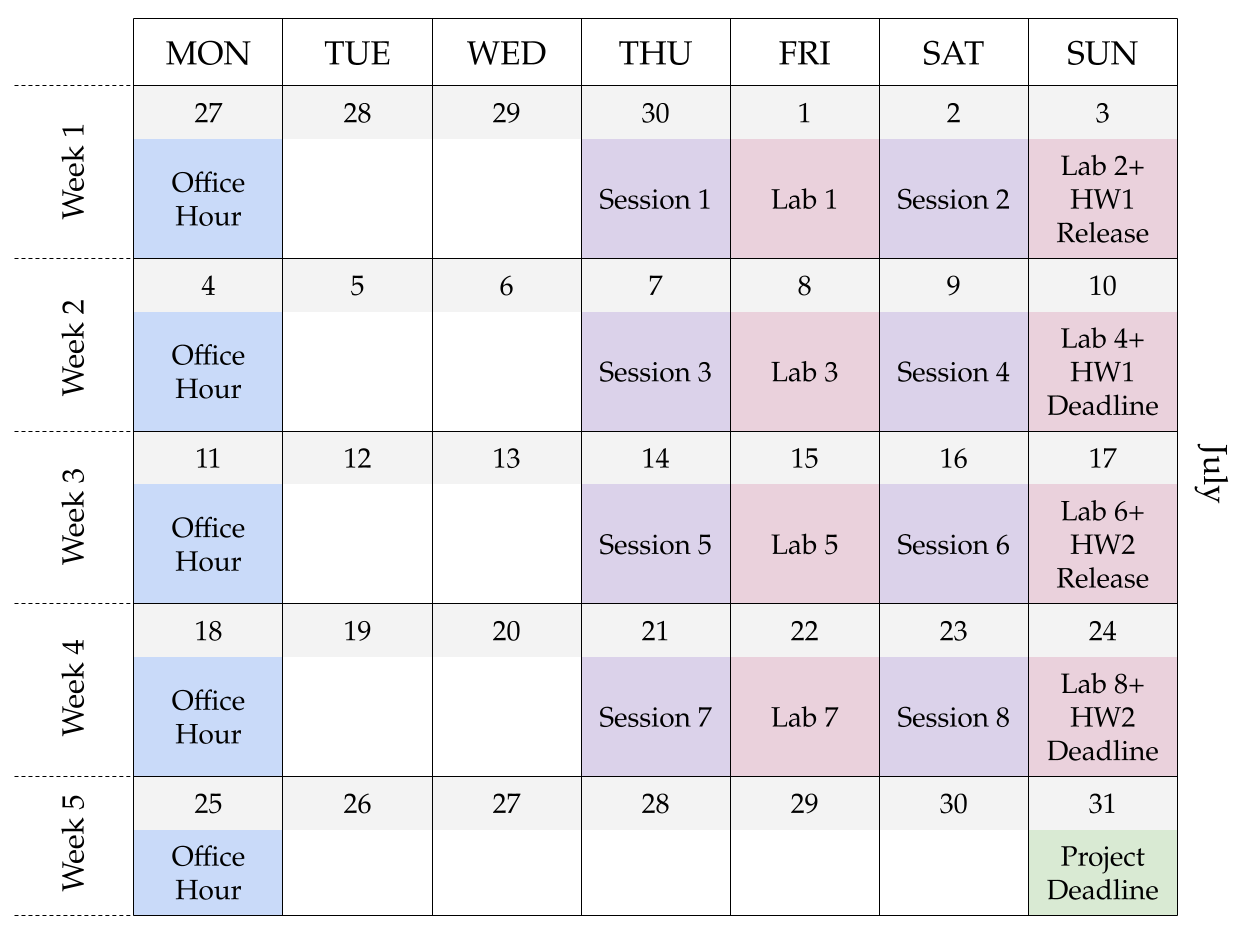 MON TUE WED THU FRI SAT SUN
Week 1
27 28 29 30 1 2 3
Office
Hour
Session 1
Lab 1
Session 2
Lab 2+
HW1
Release
Week 2
4 5 6 7 8 9 10
Office
Hour
Session 3
Lab 3
Session 4
Lab 4+
HW1
Deadline
Week 3
11 12 13 14 15 16 17
Office
Hour
Session 5
Lab 5
Session 6
Lab 6+
HW2
Release
Week 4
18 19 20 21 22 23 24
Office
Hour
Session 7
Lab 7
Session 8
Lab 8+
HW2
Deadline
Week 5
25 26 27 28 29 30 31
Office
Hour
Project
Deadline
July